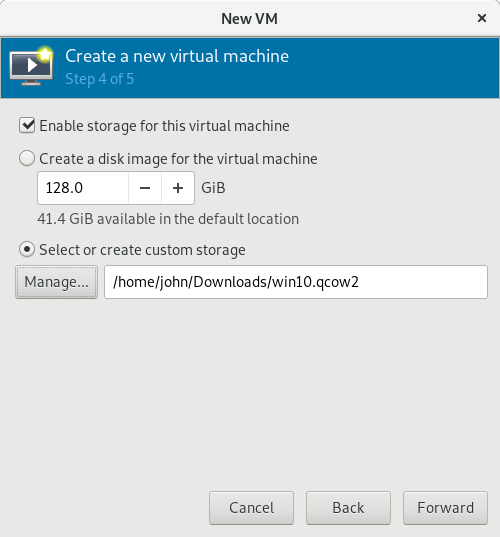 New VM
Create a new virtual machine
Step 4 of 5
Enable storage for this virtual machine
Create a disk image for the virtual machine
128.0 − + GiB
41.4 GiB available in the default location
Select or create custom storage
Manage... /home/john/Downloads/win10.qcow2
Cancel Back Forward